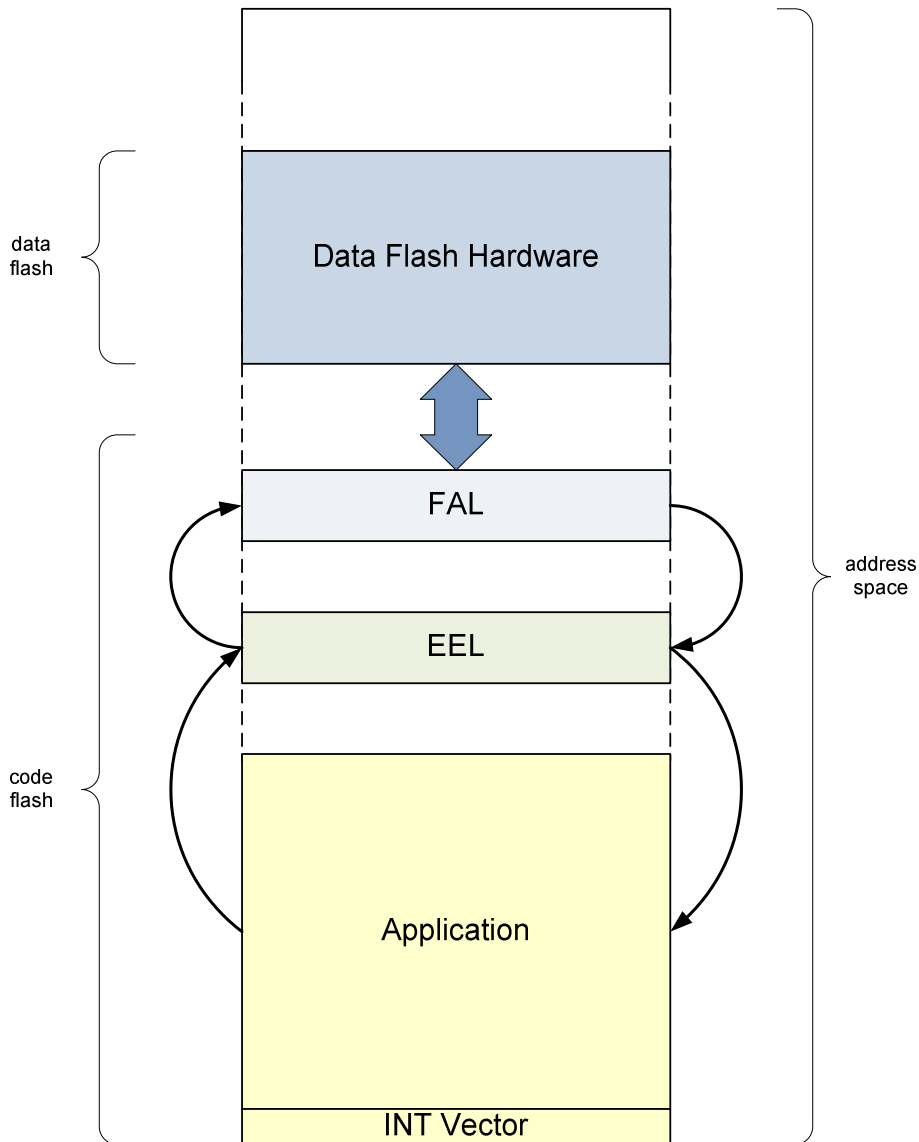 Data Flash Hardware
data
flash
FAL
address
space
EEL
code
flash
Application
INT Vector